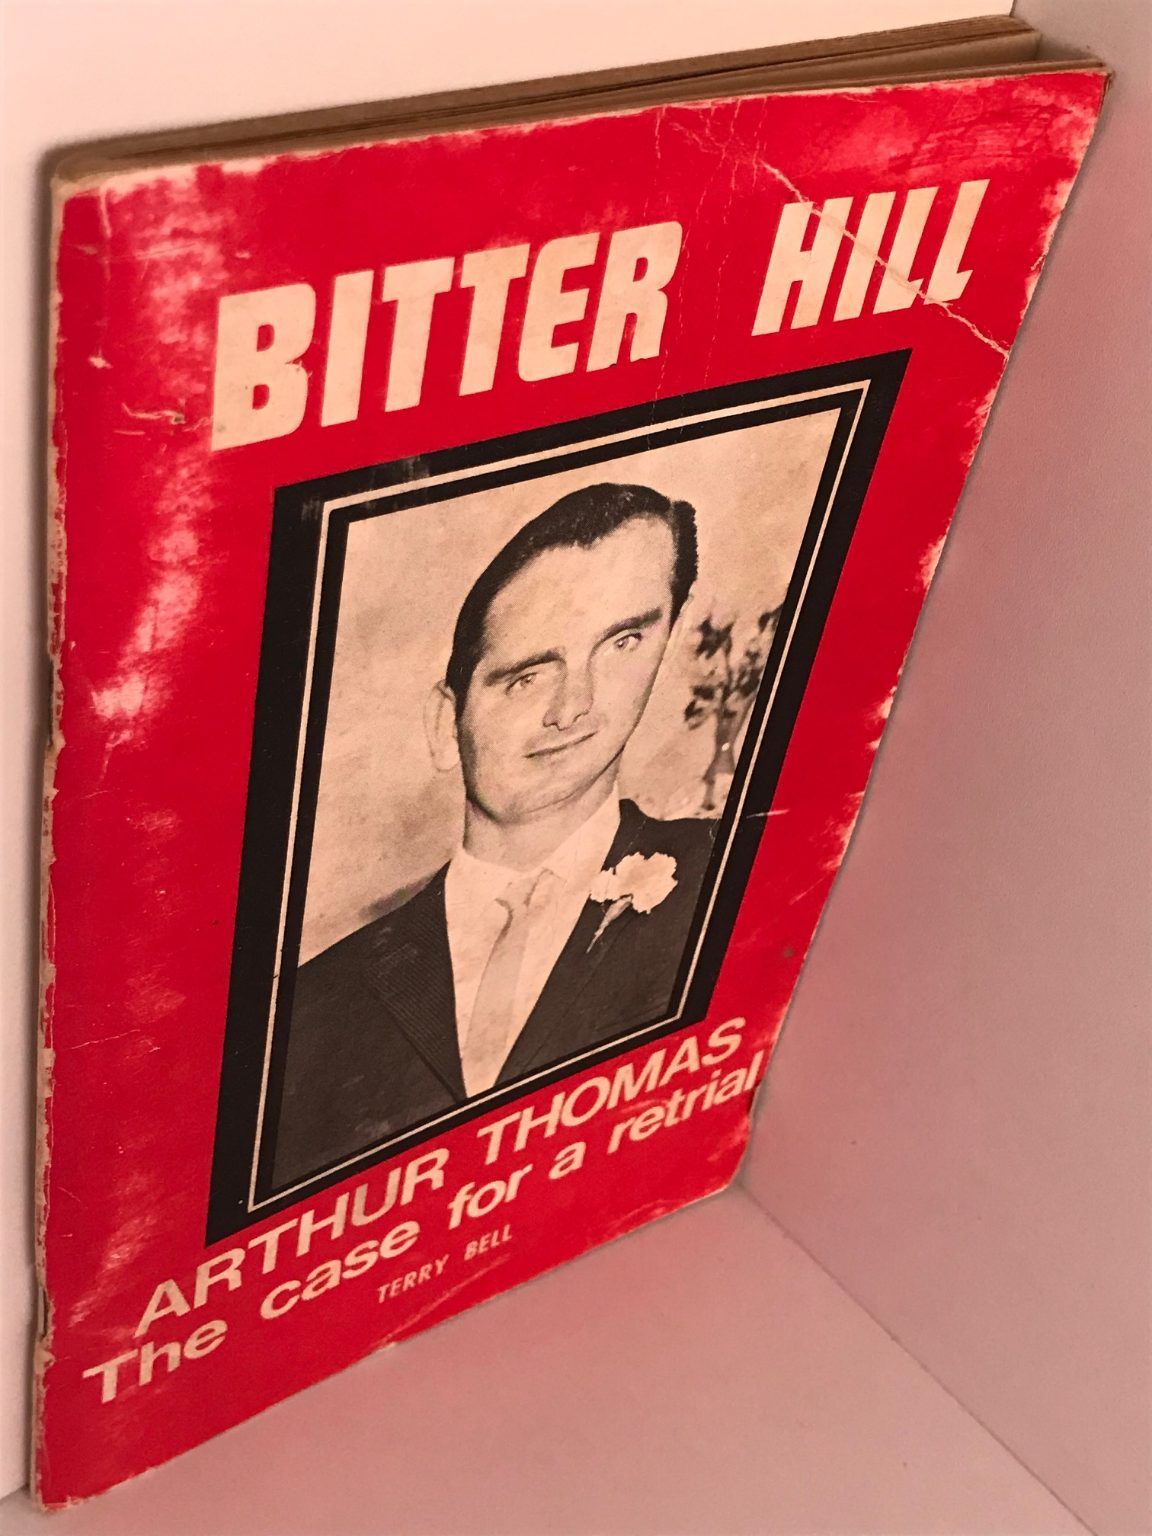 BITTER HILL
ARTHUR THOMAS
The case for a retrial
TERRY BELL